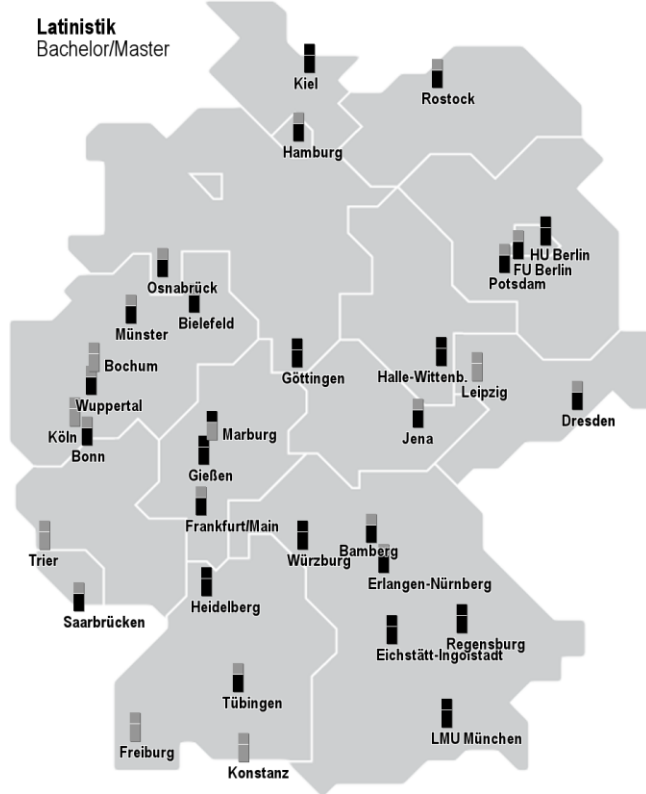 Latinistik
Bachelor/Master
Kiel
Rostock
Hamburg
HU Berlin
FU Berlin
Potsdam
Osnabrück
Bielefeld
Münster
Bochum
Göttingen
Halle-Wittenb.
Leipzig
Wuppertal
Dresden
Köln
Marburg
Jena
Bonn
Gießen
Frankfurt/Main
Bamberg
Trier
Würzburg
Erlangen-Nürnberg
Heidelberg
Saarbrücken
Regensburg
Eichstätt-Ingolstadt
Tübingen
LMU München
Freiburg
Konstanz